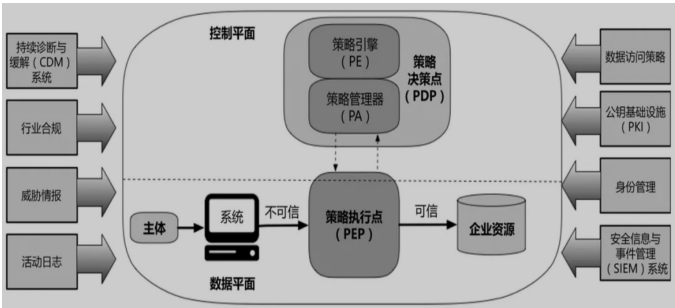 控制平面
策略引擎
（PE）
策略管理器
（PA）
策略
决策点
（PDP）
持续诊断与
缓解（CDM）
系统
行业合规
威胁情报
活动日志
主体
系统
不可信
策略执行点
（PEP）
可信
企业资源
数据平面
数据访问策略
公钥基础设施
（PKI）
身份管理
安全信息与
事件管理
（SIEM）系统